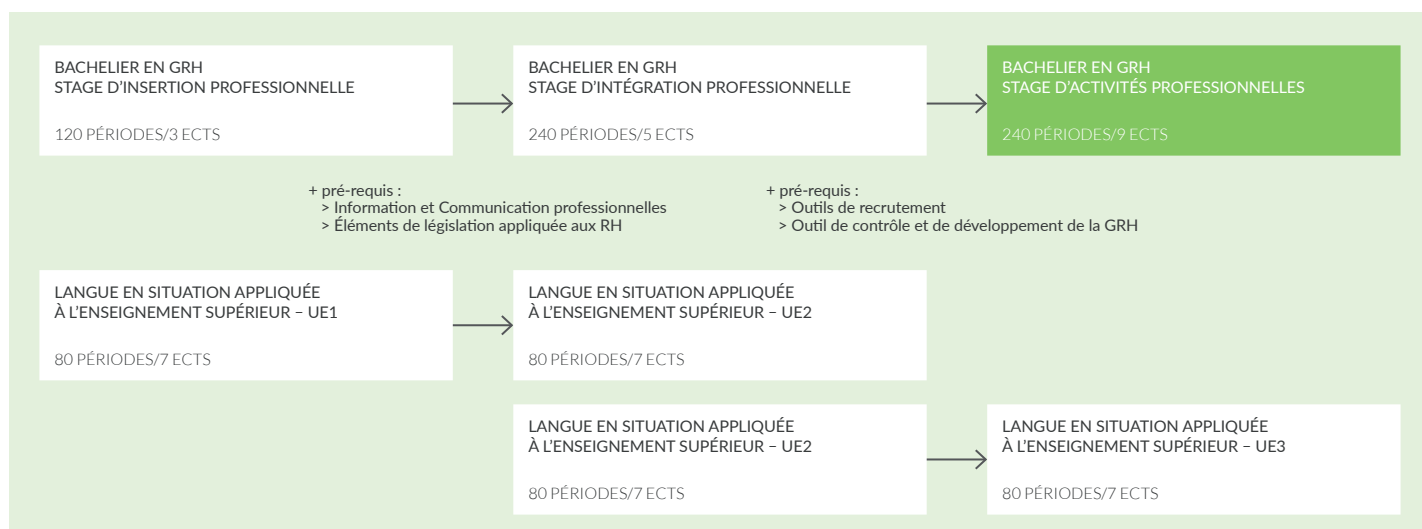 BACHELIER EN GRH
STAGE D'INSERTION PROFESSIONNELLE
120 PÉRIODES/3 ECTS
BACHELIER EN GRH
STAGE D'INTÉGRATION PROFESSIONNELLE
240 PÉRIODES/5 ECTS
BACHELIER EN GRH
STAGE D'ACTIVITÉS PROFESSIONNELLES
240 PÉRIODES/9 ECTS
+ pré-requis :
> Information et Communication professionnelles
> Éléments de législation appliquée aux RH
+ pré-requis :
> Outils de recrutement
> Outil de contrôle et de développement de la GRH
LANGUE EN SITUATION APPLIQUÉE
À L'ENSEIGNEMENT SUPÉRIEUR – UE1
80 PÉRIODES/7 ECTS
LANGUE EN SITUATION APPLIQUÉE
À L'ENSEIGNEMENT SUPÉRIEUR – UE2
80 PÉRIODES/7 ECTS
LANGUE EN SITUATION APPLIQUÉE
À L'ENSEIGNEMENT SUPÉRIEUR – UE2
80 PÉRIODES/7 ECTS
LANGUE EN SITUATION APPLIQUÉE
À L'ENSEIGNEMENT SUPÉRIEUR – UE3
80 PÉRIODES/7 ECTS